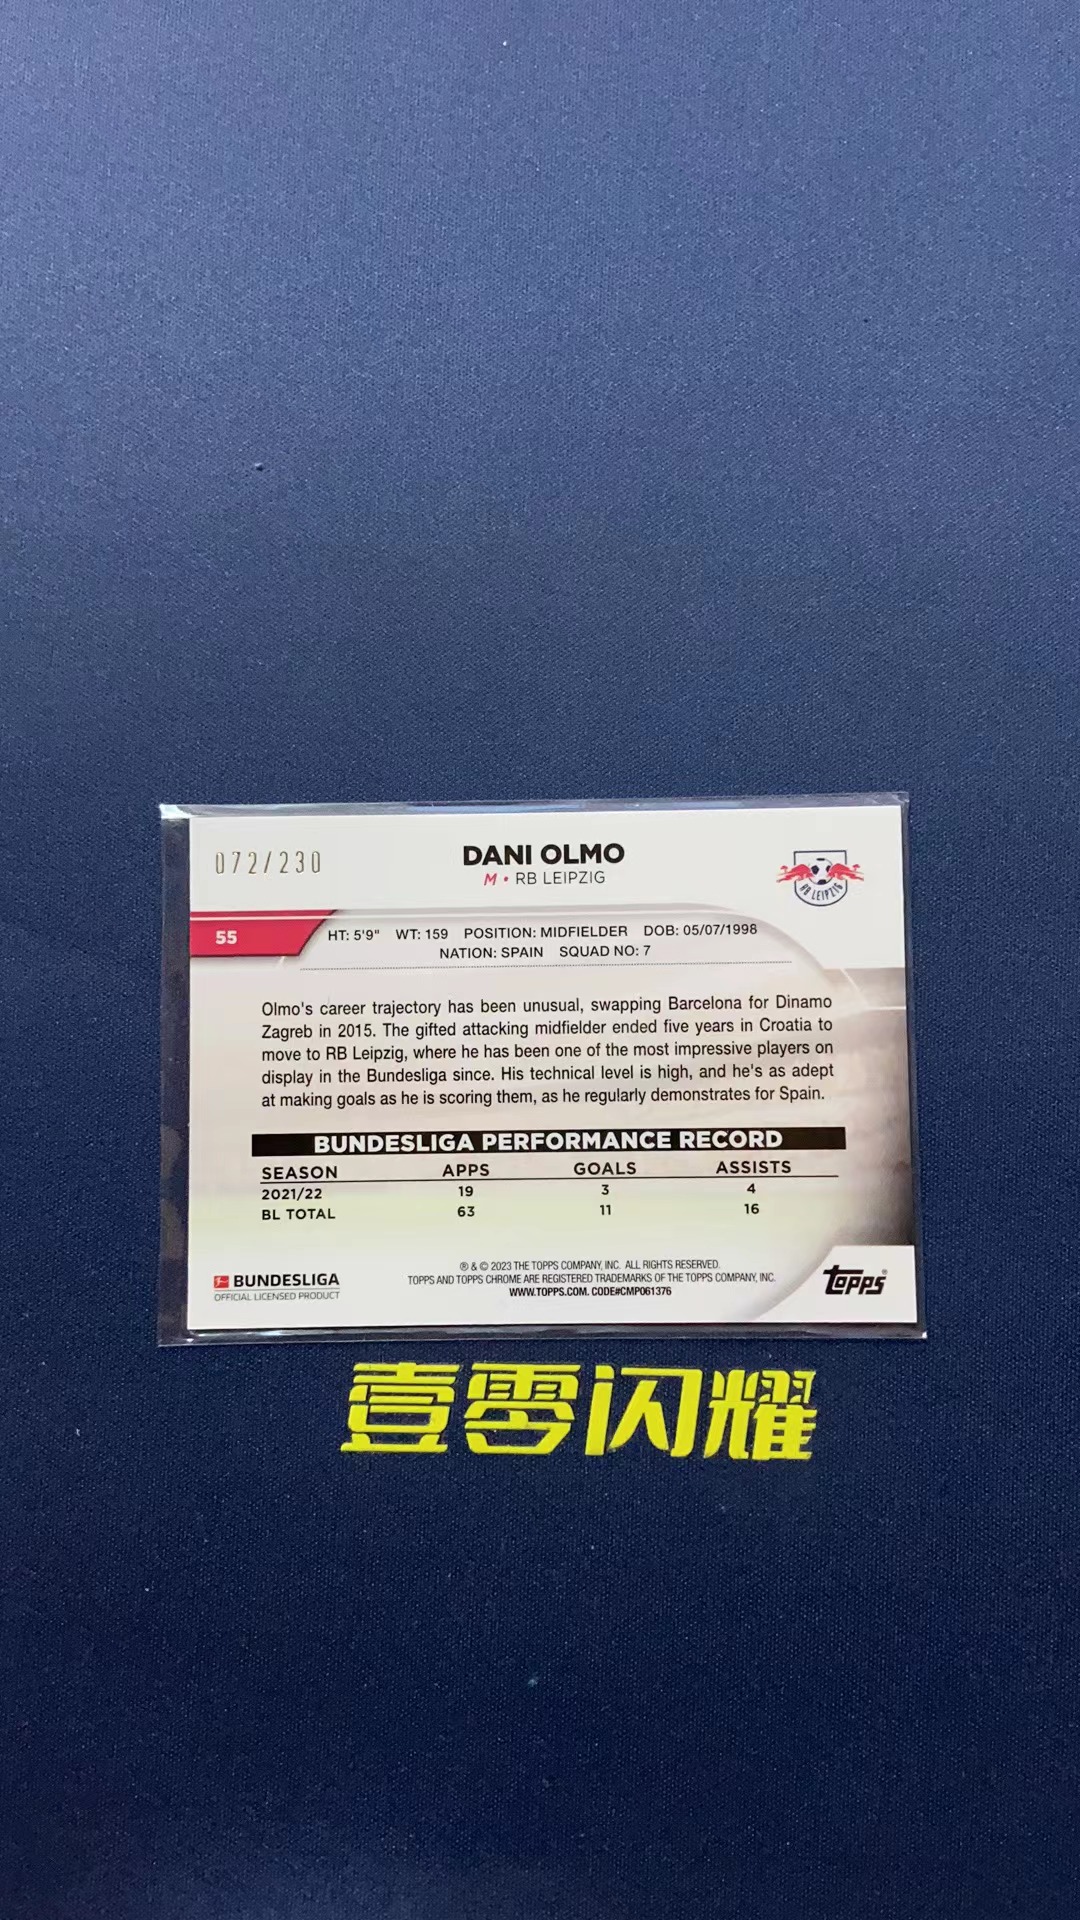 072/230
DANI OLMO
M • RB LEIPZIG
RB LEIPZIG
55
HT: 5'9" WT: 159 POSITION: MIDFIELDER DOB: 05/07/1998
NATION: SPAIN SQUAD NO: 7
Olmo's career trajectory has been unusual, swapping Barcelona for Dinamo
Zagreb in 2015. The gifted attacking midfielder ended five years in Croatia to
move to RB Leipzig, where he has been one of the most impressive players on
display in the Bundesliga since. His technical level is high, and he's as adept
at making goals as he is scoring them, as he regularly demonstrates for Spain.
BUNDESLIGA PERFORMANCE RECORD
SEASON APPS GOALS ASSISTS
2021/22 19 3 4
BL TOTAL 63 11 16
BUNDESLIGA
OFFICIAL LICENSED PRODUCT
® & © 2023 THE TOPPS COMPANY, INC. ALL RIGHTS RESERVED.
TOPPS AND TOPPS CHROME ARE REGISTERED TRADEMARKS OF THE TOPPS COMPANY, INC.
WWW.TOPPS.COM. CODE#CMP061376
TOPPS®
壹零闪耀